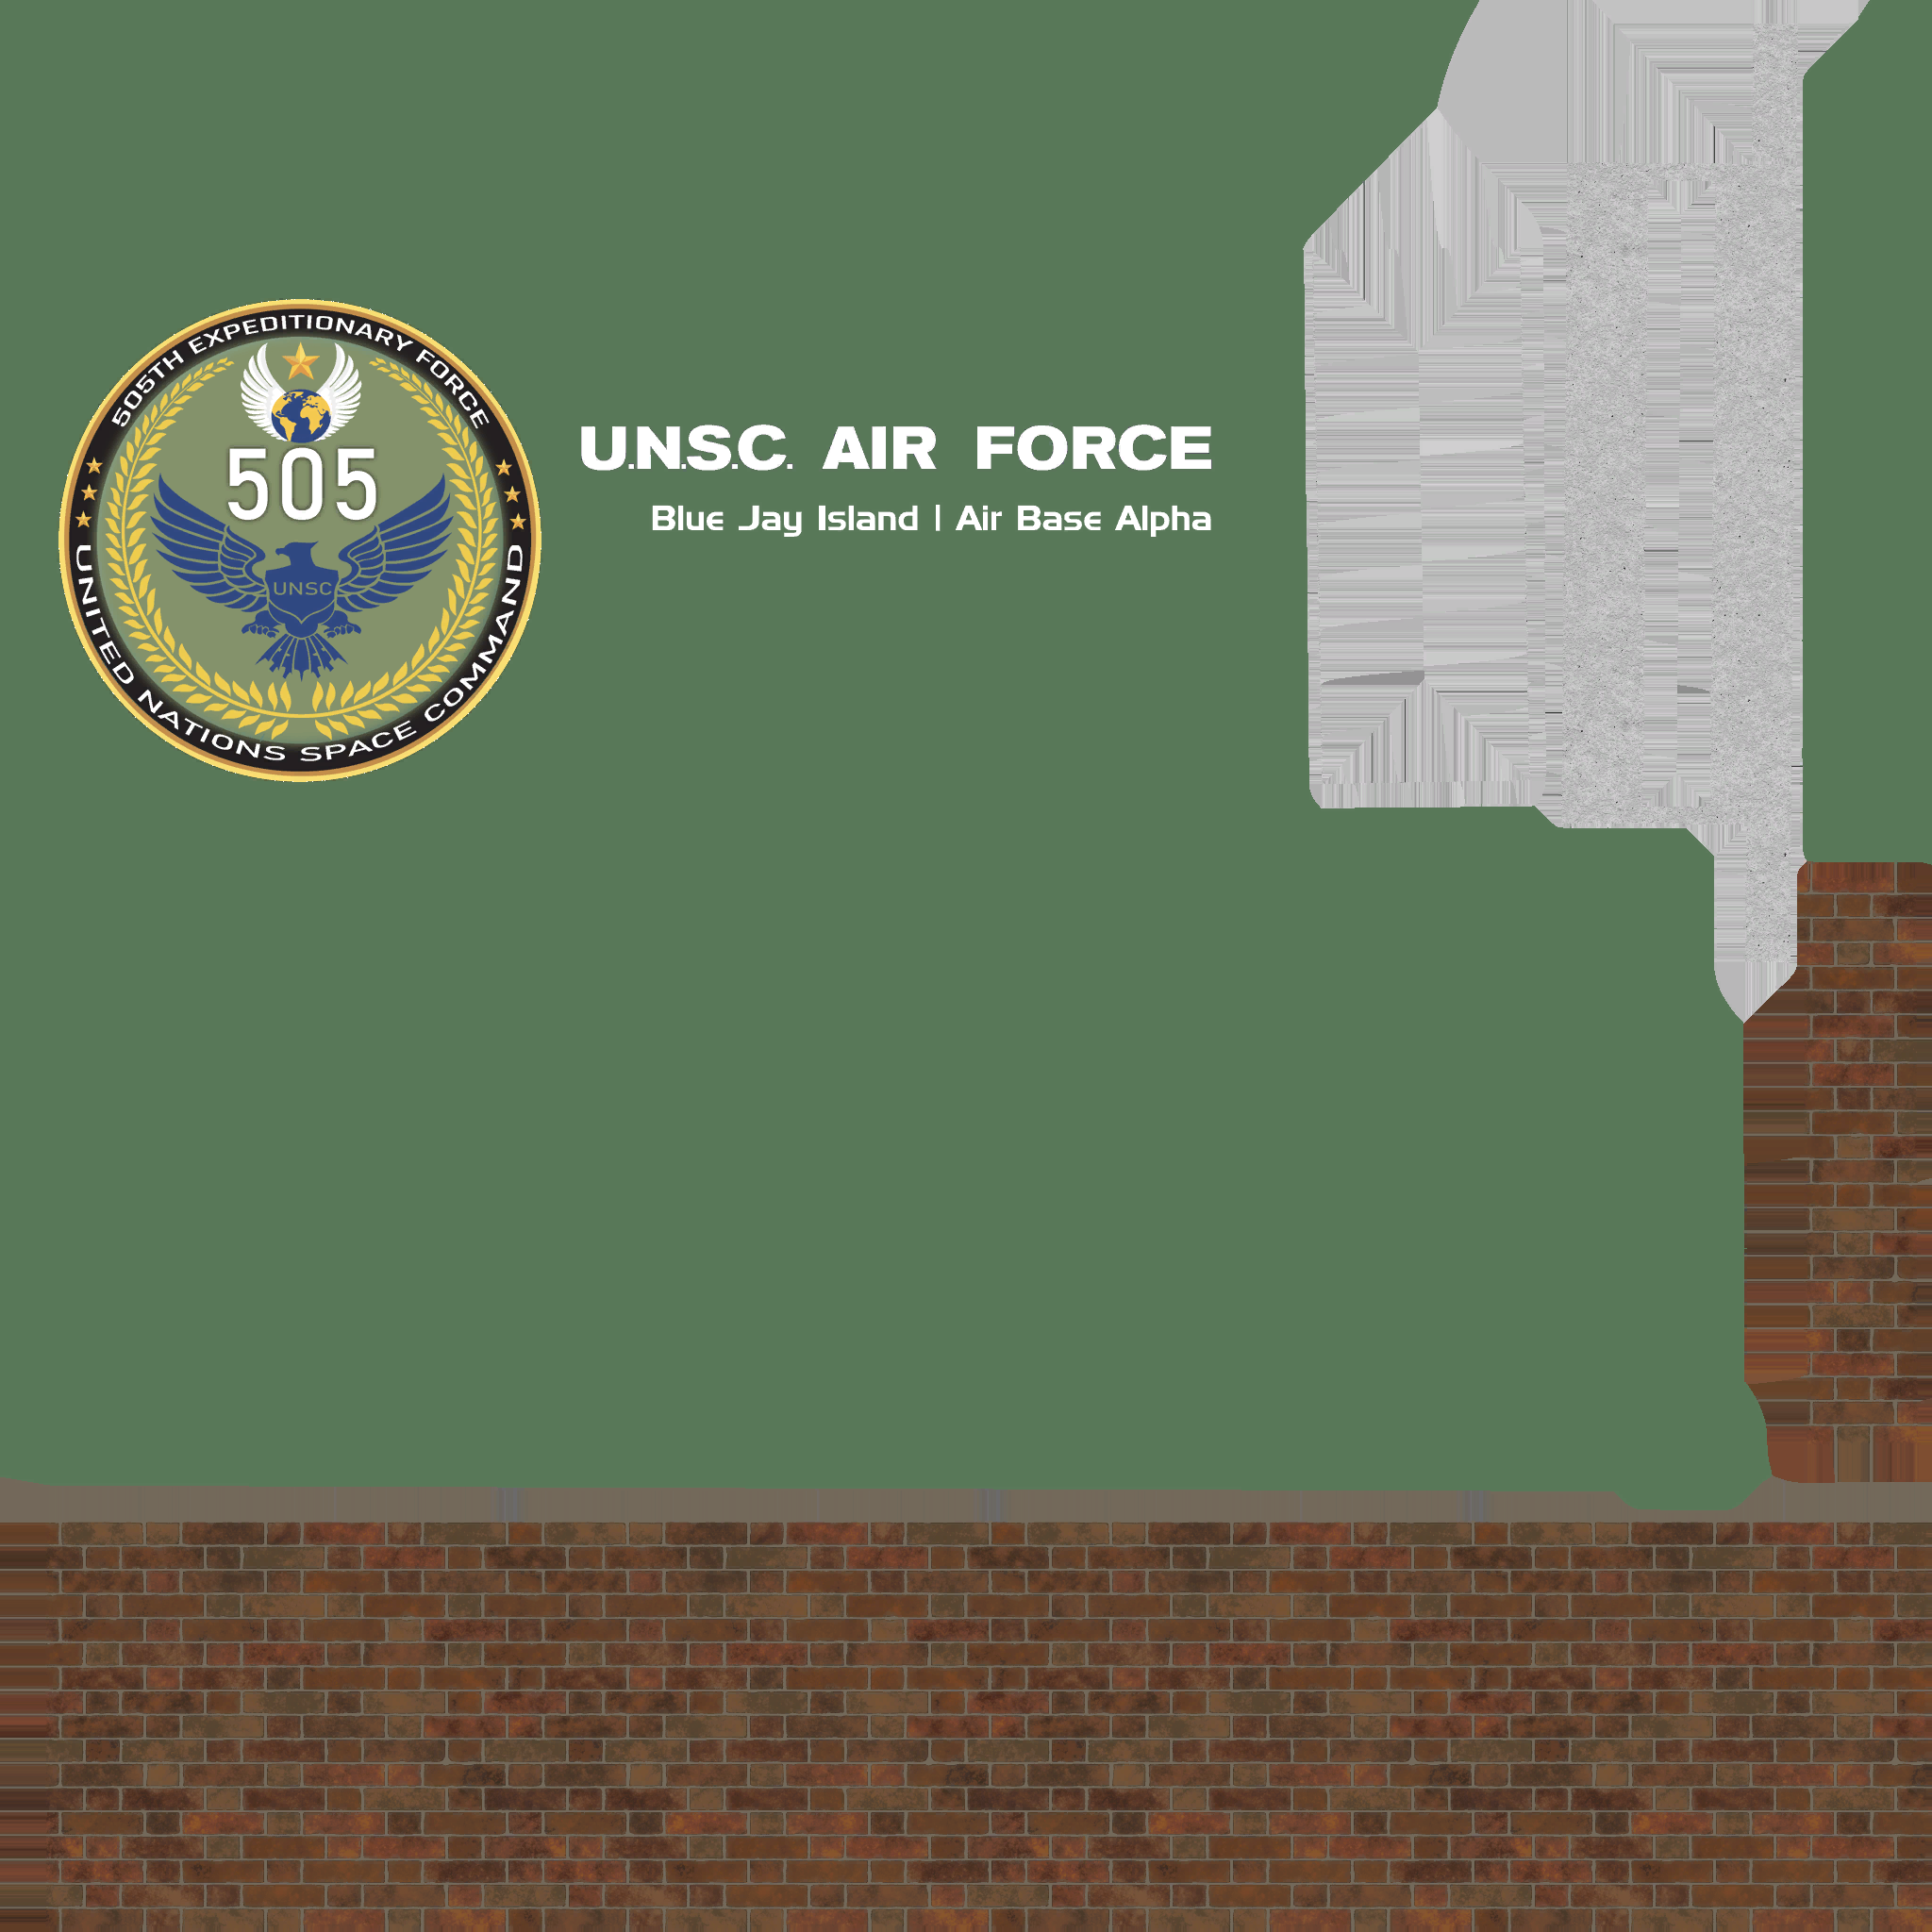 505TH EXPEDITIONARY FORCE
505
UNSC
UNITED NATIONS SPACE COMMAND
U.N.S.C. AIR FORCE
Blue Jay Island | Air Base Alpha